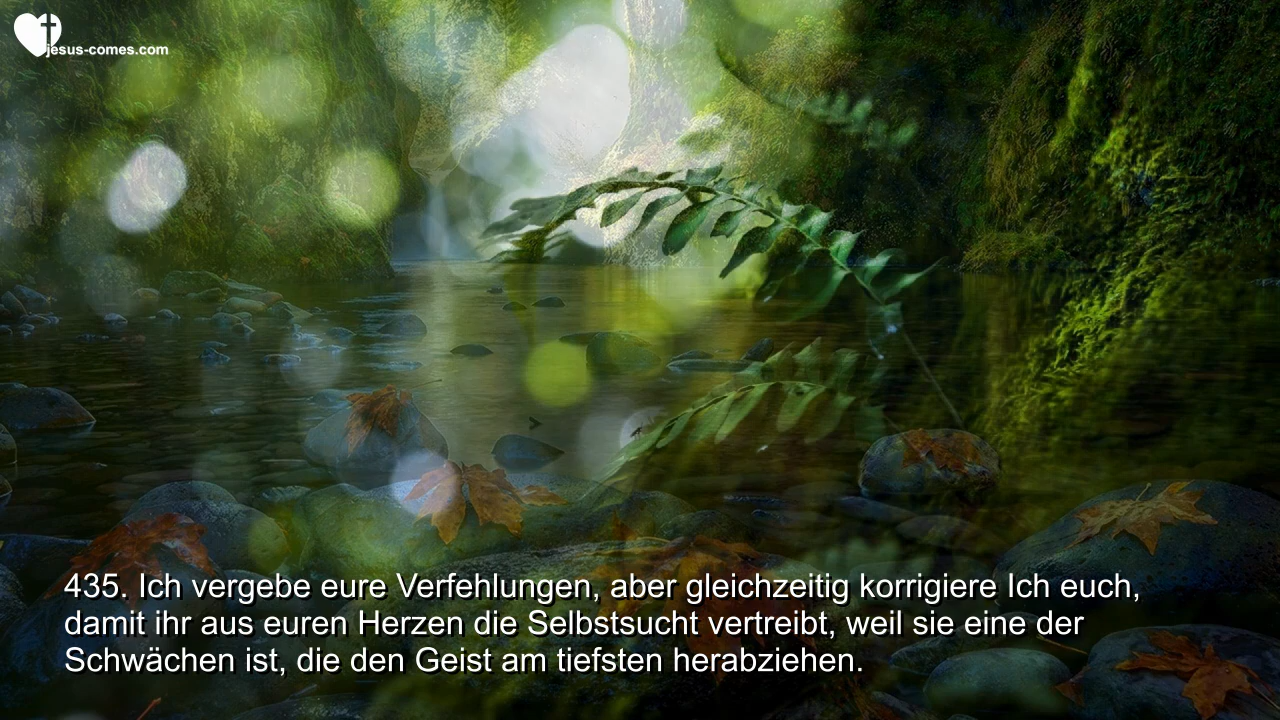 jesus-comes.com
435. Ich vergebe eure Verfehlungen, aber gleichzeitig korrigiere Ich euch,
damit ihr aus euren Herzen die Selbstsucht vertreibt, weil sie eine der
Schwächen ist, die den Geist am tiefsten herabziehen.